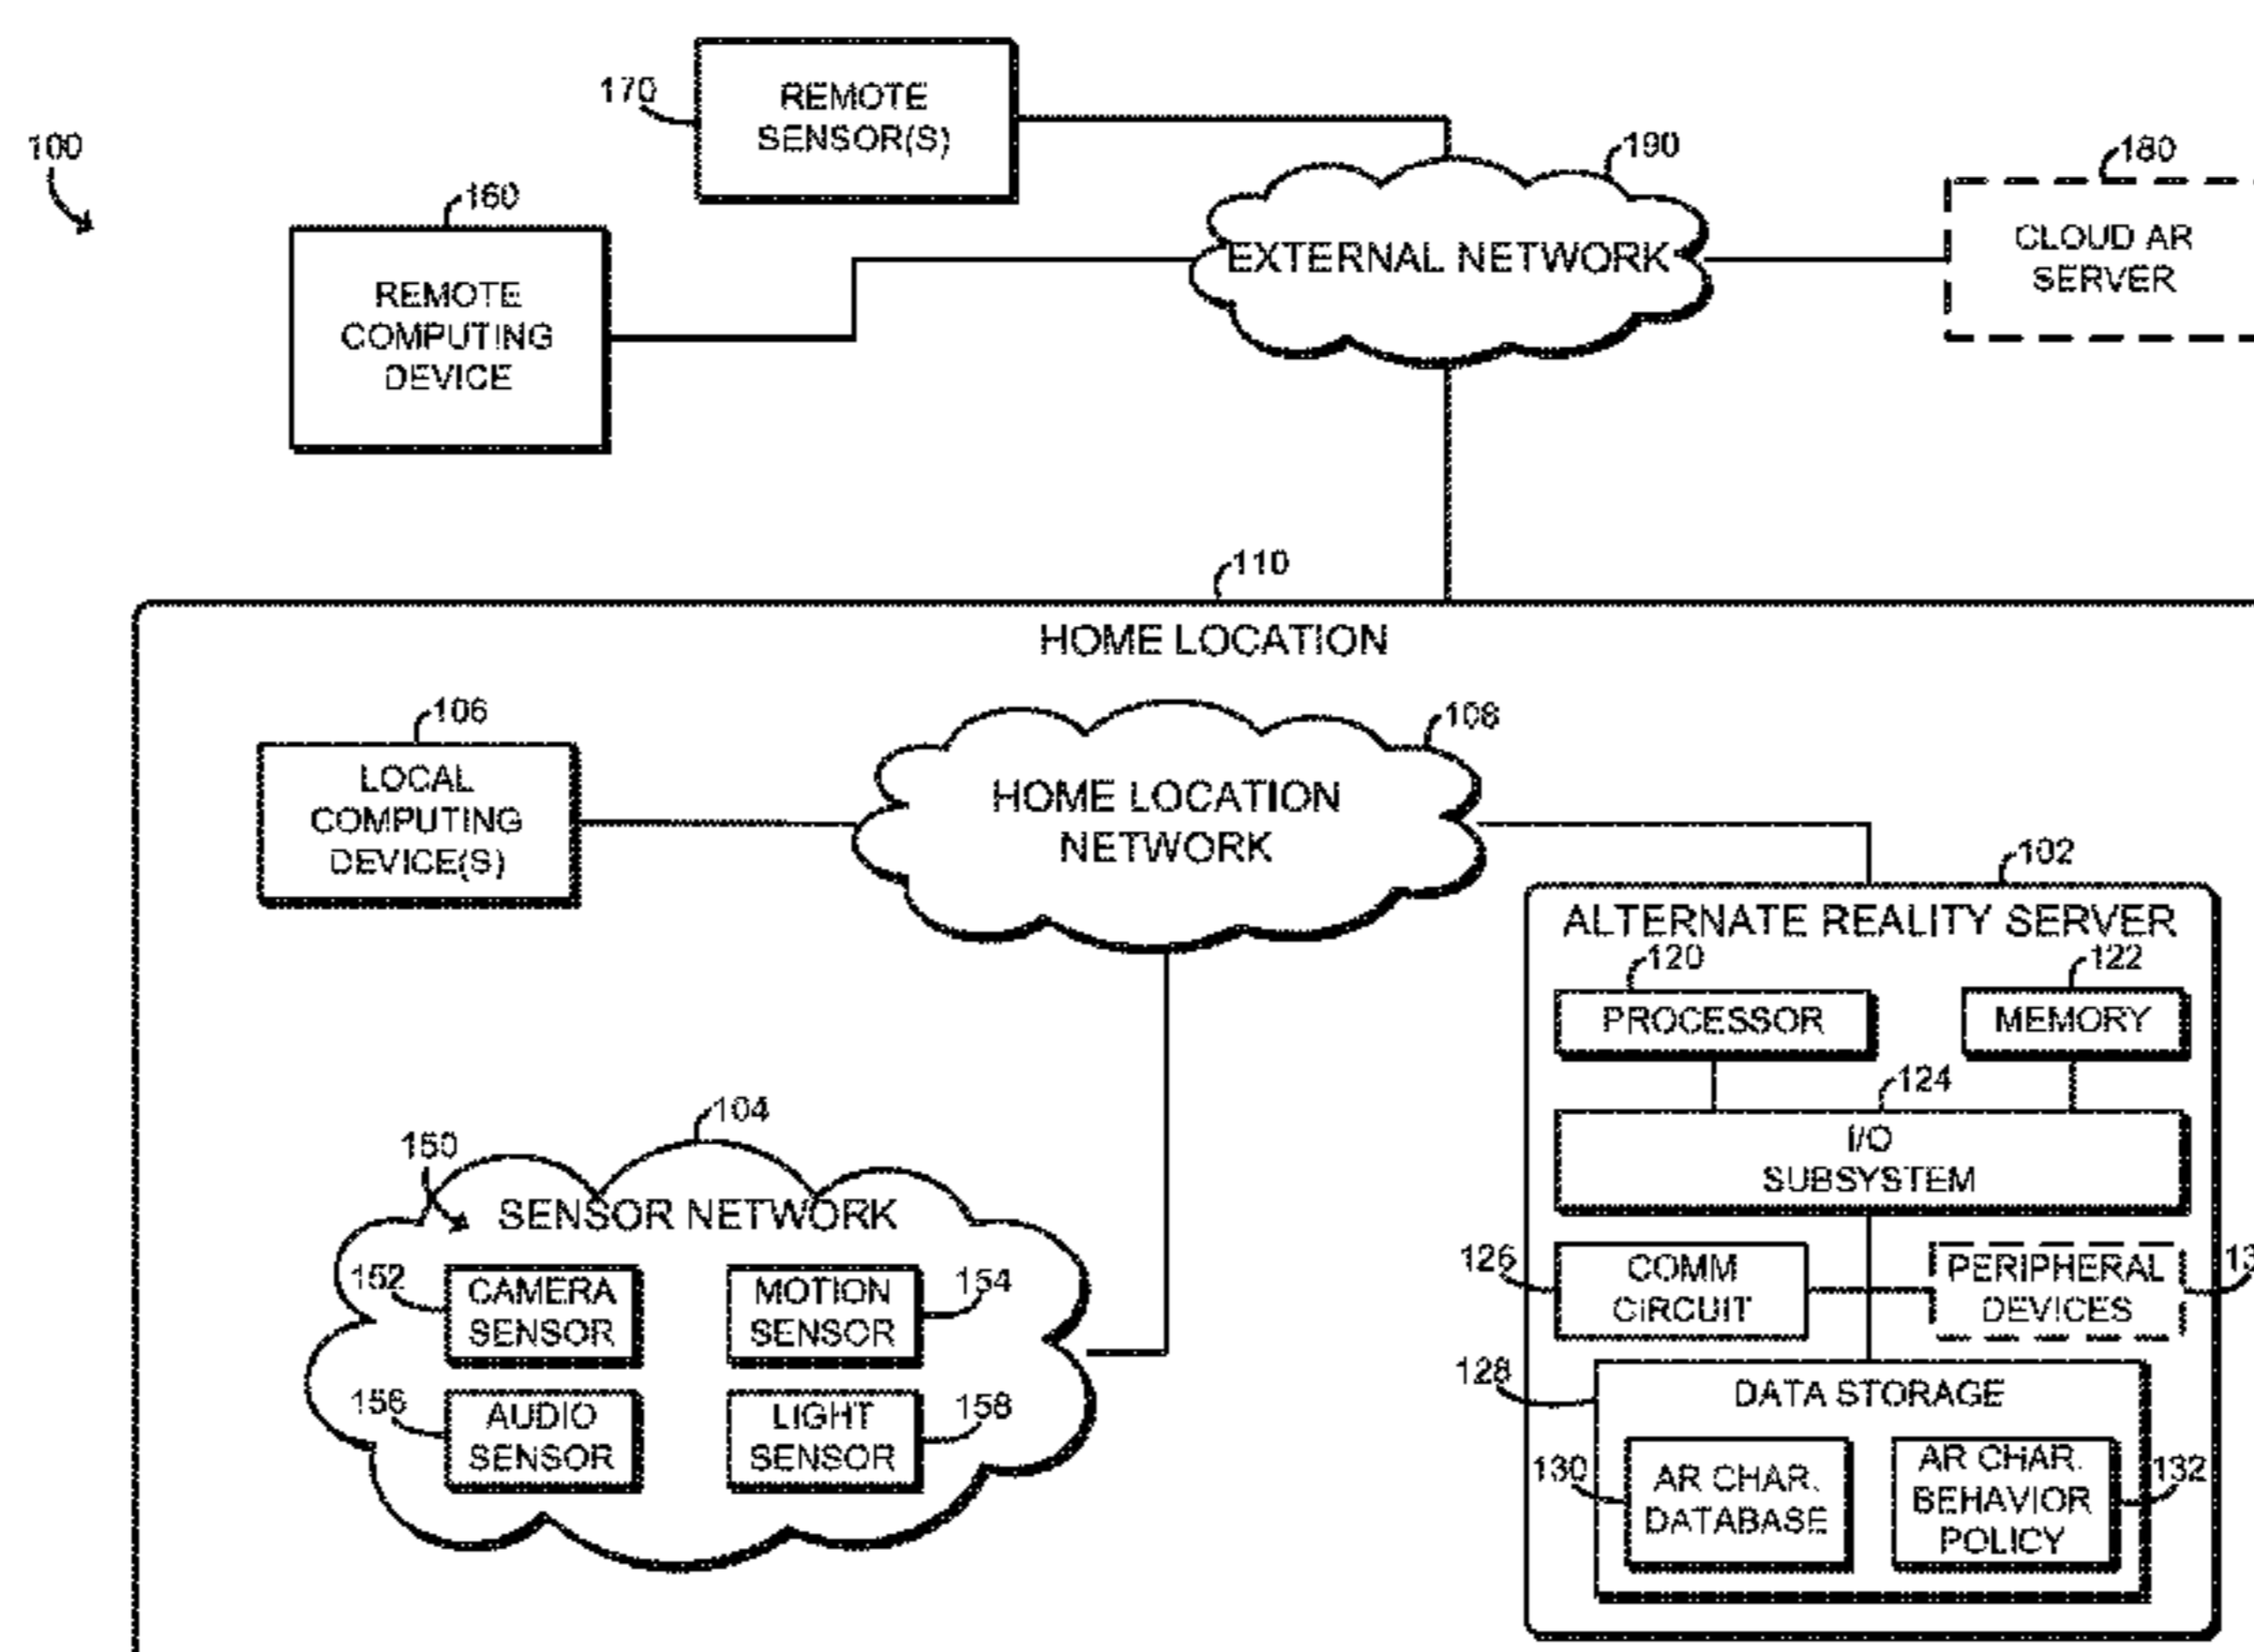 100
170
REMOTE
SENSOR(S)
190
180
160
CLOUD AR
SERVER
EXTERNAL NETWORK
REMOTE
COMPUTING
DEVICE
110
HOME LOCATION
106
108
LOCAL
COMPUTING
DEVICE(S)
HOME LOCATION
NETWORK
102
ALTERNATE REALITY SERVER
120
122
PROCESSOR
MEMORY
124
I/O
SUBSYSTEM
104
150
SENSOR NETWORK
152
CAMERA
SENSOR
MOTION
SENSOR
154
156
AUDIO
SENSOR
LIGHT
SENSOR
158
126
COMM
CIRCUIT
PERIPHERAL
DEVICES
128
DATA STORAGE
130
AR CHAR.
DATABASE
AR CHAR.
BEHAVIOR
POLICY
132